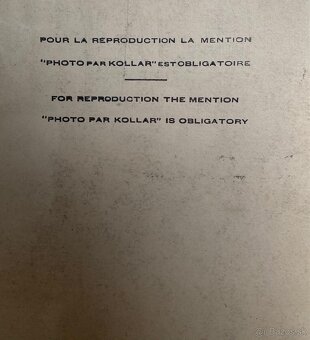 POUR LA REPRODUCTION LA MENTION
"PHOTO PAR KOLLAR" EST OBLIGATOIRE
FOR REPRODUCTION THE MENTION
"PHOTO PAR KOLLAR" IS OBLIGATORY